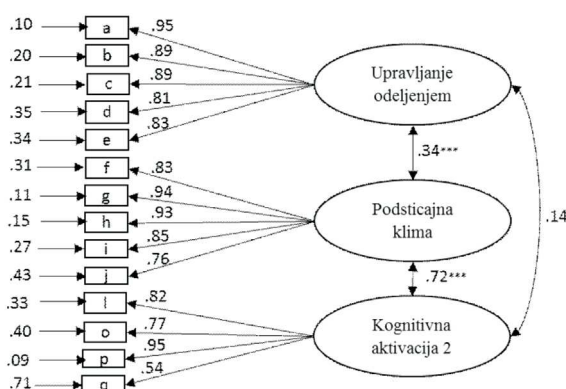 .10 a .95
.20 b .89
.21 c .89
.35 d .81
.34 e .83
Upravljanje
odeljenjem
.34***
.31 f .83
.11 g .94
.15 h .93
.27 i .85
.43 j .76
Podsticajna
klima
.14
.72***
.33 l .82
.40 o .77
.09 p .95
.71 q .54
Kognitivna
aktivacija 2